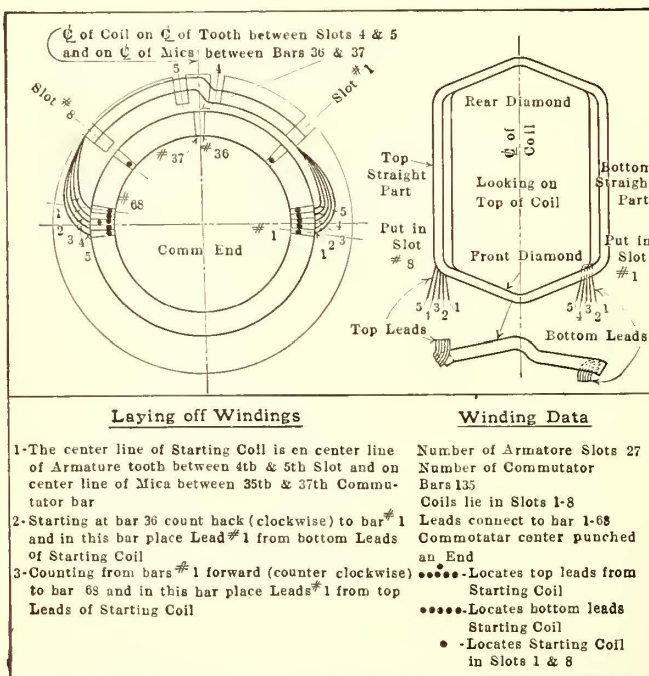 ℄ of Coil on ℄ of Tooth between Slots 4 & 5
and on ℄ of Mica between Bars 36 & 37
5
4
Slot # 8
Slot # 1
# 37
# 36
# 68
# 1
1
2
3
4
5
5
4
3
2
1
Comm End
Rear Diamond
℄ of Coil
Top
Straight
Part
Bottom
Straight
Part
Looking on
Top of Coil
Put in
Slot
# 8
Put in
Slot
# 1
Front Diamond
5 4 3 2 1
5 4 3 2 1
Top Leads
Bottom Leads
Laying off Windings
1-The center line of Starting Coil is en center line
of Armature tooth between 4tb & 5th Slot and on
center line of Mica between 35tb & 37th Commu-
tator bar
2-Starting at bar 36 count back (clockwise) to bar # 1
and in this bar place Lead # 1 from bottom Leads
of Starting Coil
3-Counting from bars # 1 forward (counter clockwise)
to bar 68 and in this bar place Leads # 1 from top
Leads of Starting Coil
Winding Data
Number of Armatore Slots 27
Number of Commutator
Bars 135
Coils lie in Slots 1-8
Leads connect to bar 1-68
Commotatar center punched
an End
●●●●●-Locates top leads from
Starting Coil
●●●●●-Locates bottom leads
Starting Coil
● -Locates Starting Coil
in Slots 1 & 8